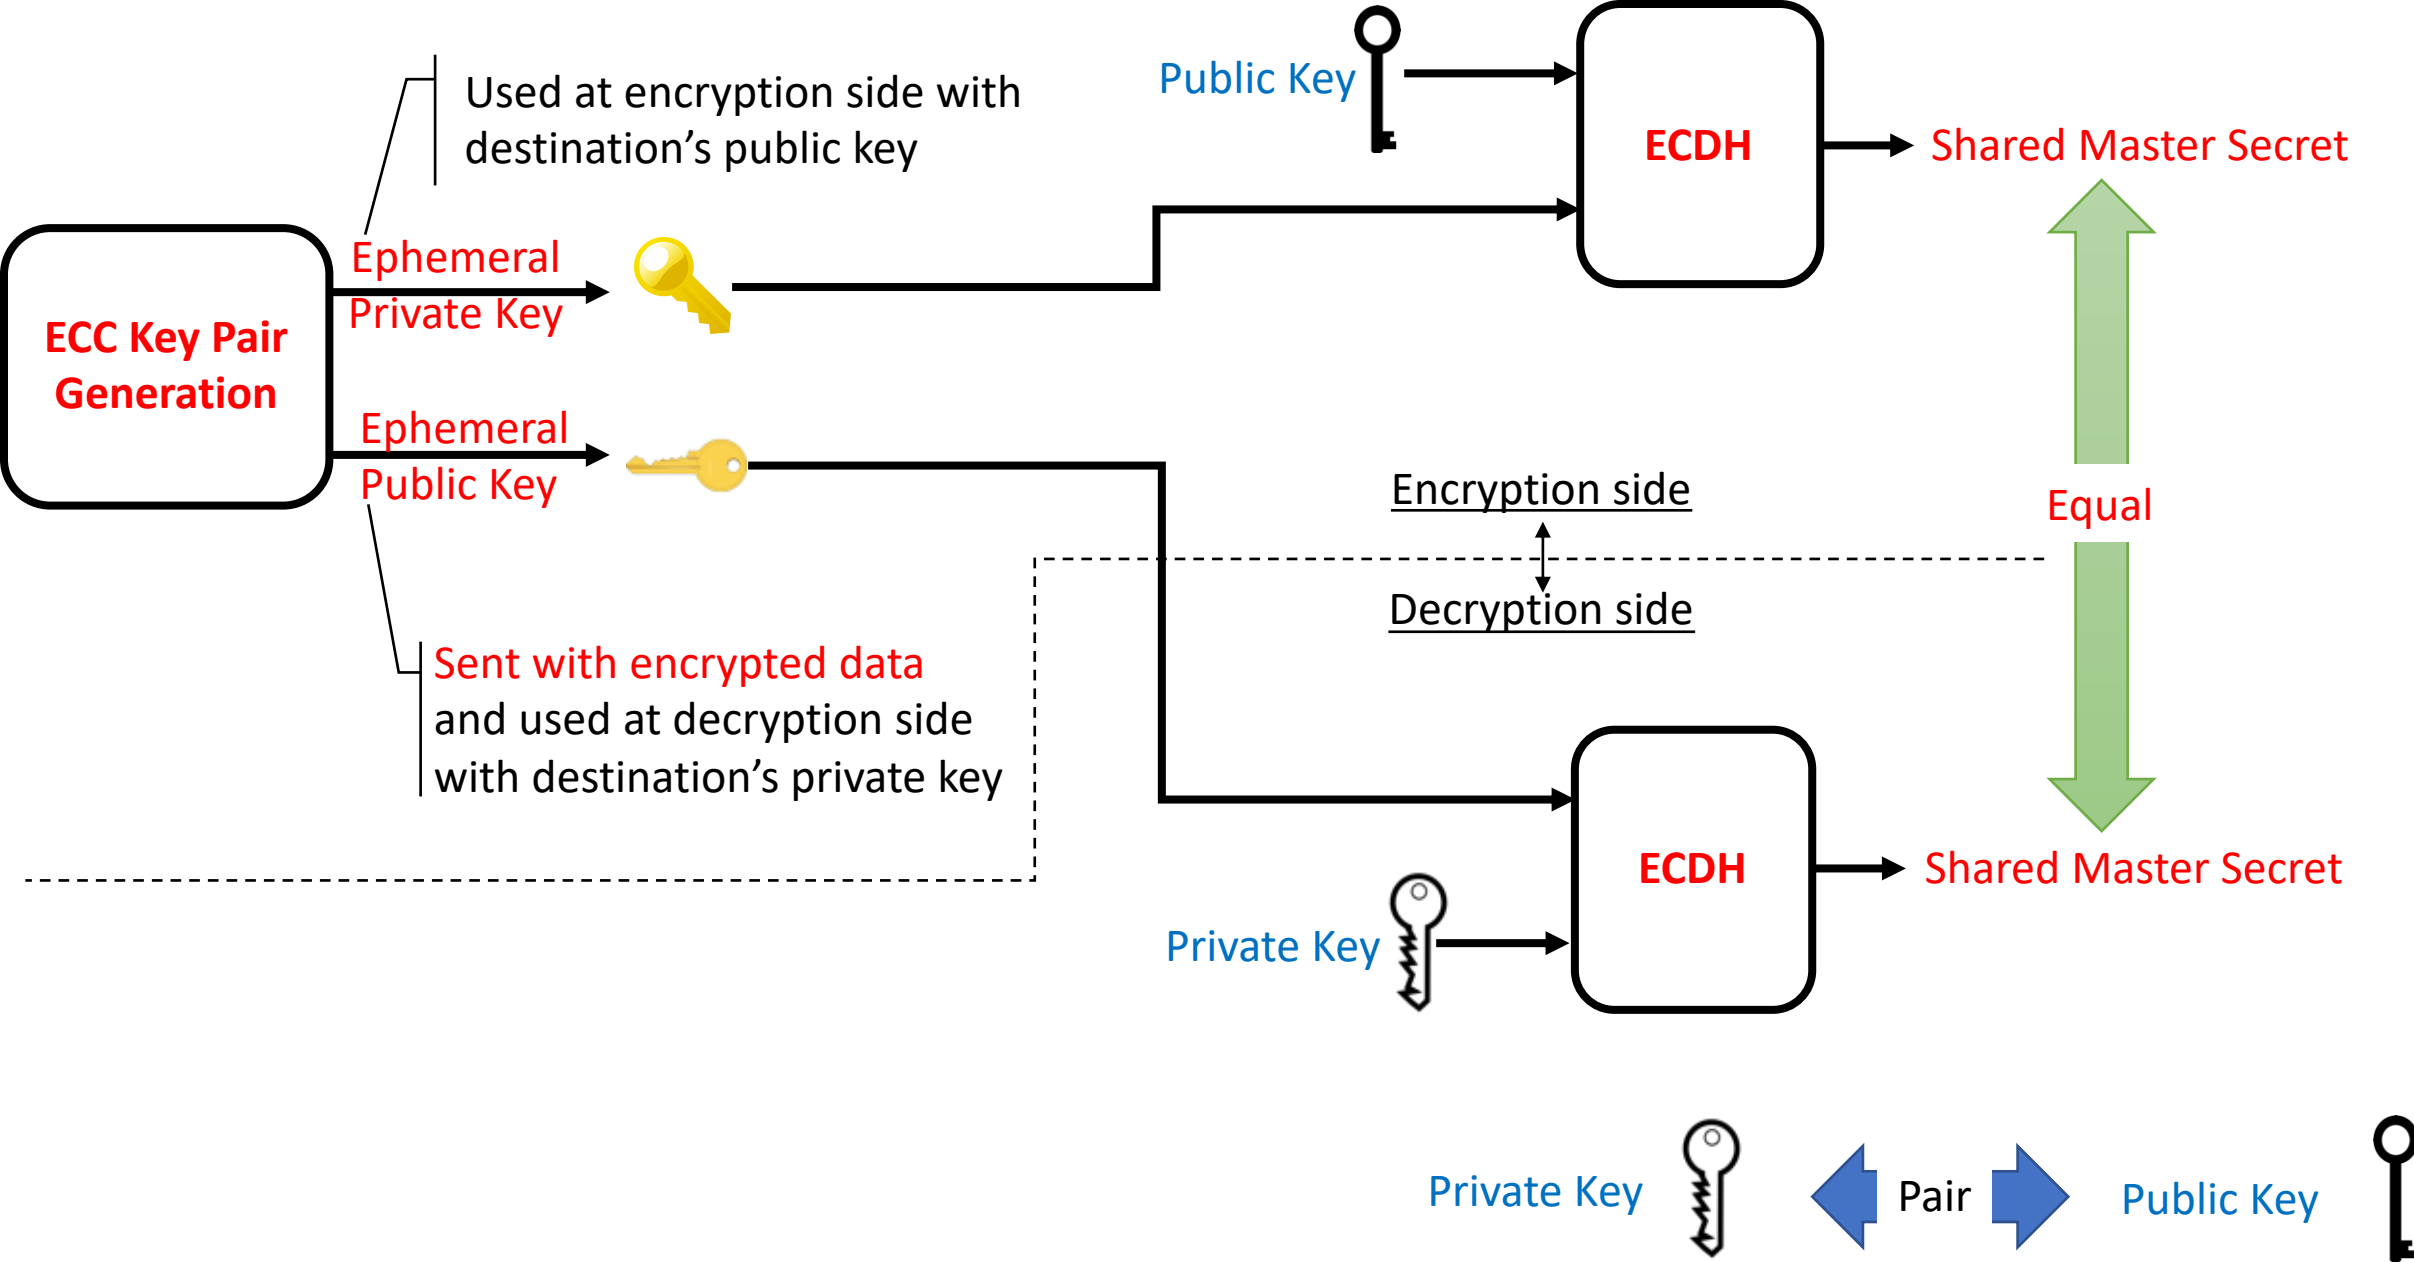 Used at encryption side with
destination’s public key
Public Key
ECDH
Shared Master Secret
Ephemeral
Private Key
ECC Key Pair
Generation
Ephemeral
Public Key
Encryption side
Equal
Decryption side
Sent with encrypted data
and used at decryption side
with destination’s private key
ECDH
Shared Master Secret
Private Key
Private Key
Pair
Public Key